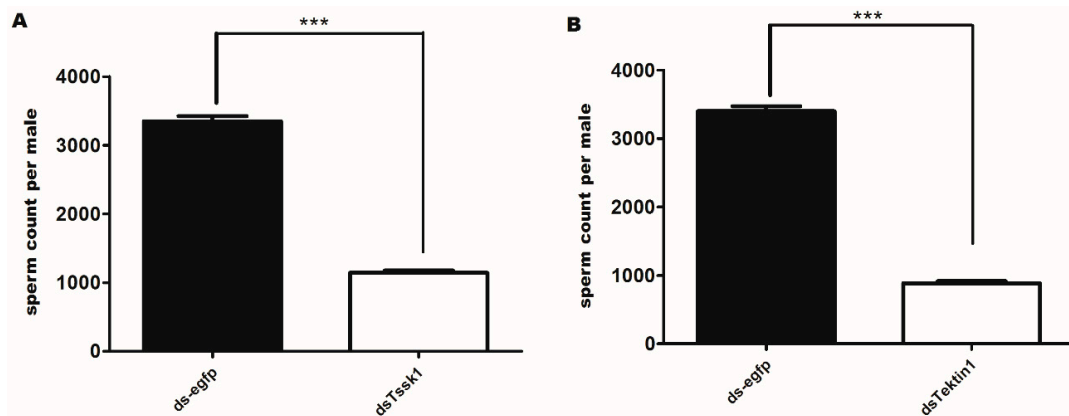 A
***
sperm count per male
4000
3000
2000
1000
0
ds-egfp
dsTssk1
B
***
sperm count per male
4000
3000
2000
1000
0
ds-egfp
dsTektin1